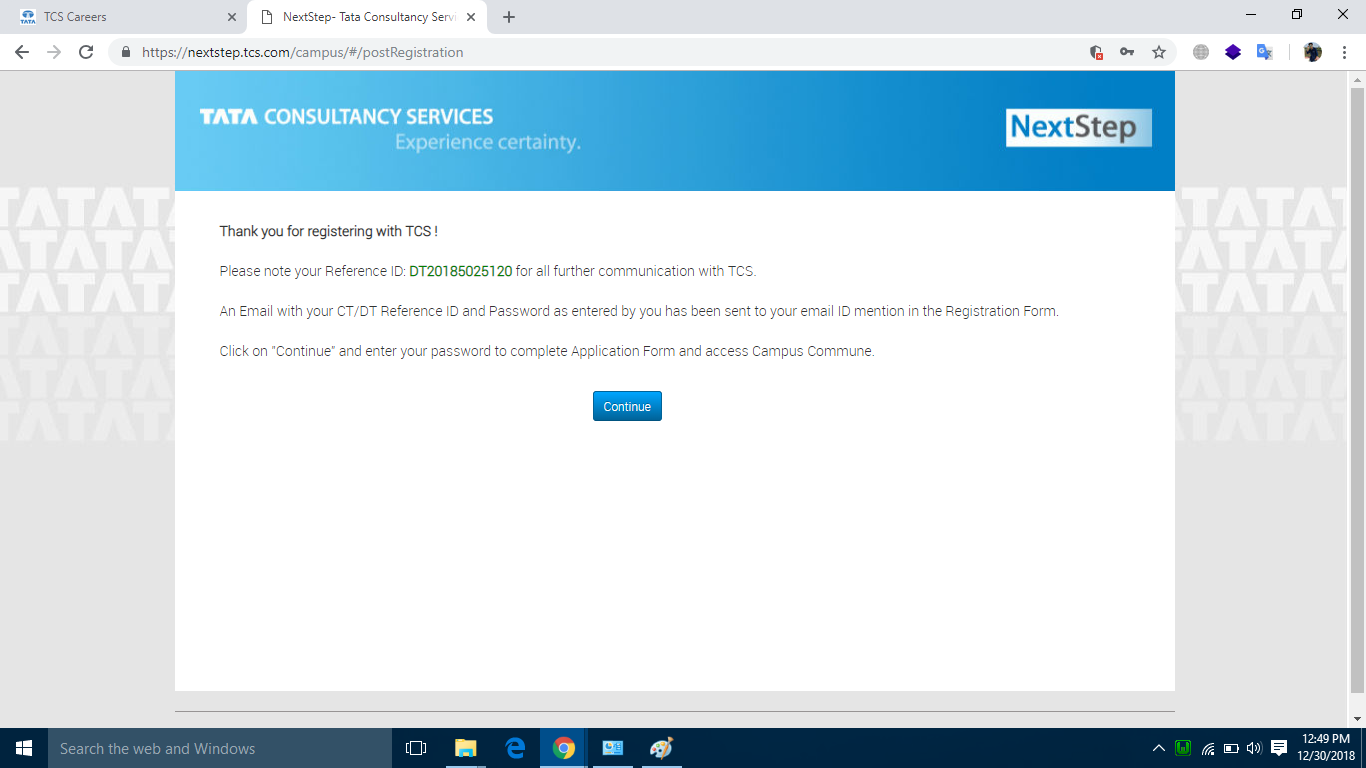 TCS Careers
NextStep- Tata Consultancy Servi
https://nextstep.tcs.com/campus/#/postRegistration
TATA CONSULTANCY SERVICES
Experience certainty.
NextStep
Thank you for registering with TCS !
Please note your Reference ID: DT20185025120 for all further communication with TCS.
An Email with your CT/DT Reference ID and Password as entered by you has been sent to your email ID mention in the Registration Form.
Click on "Continue" and enter your password to complete Application Form and access Campus Commune.
Continue
Search the web and Windows
12:49 PM
12/30/2018